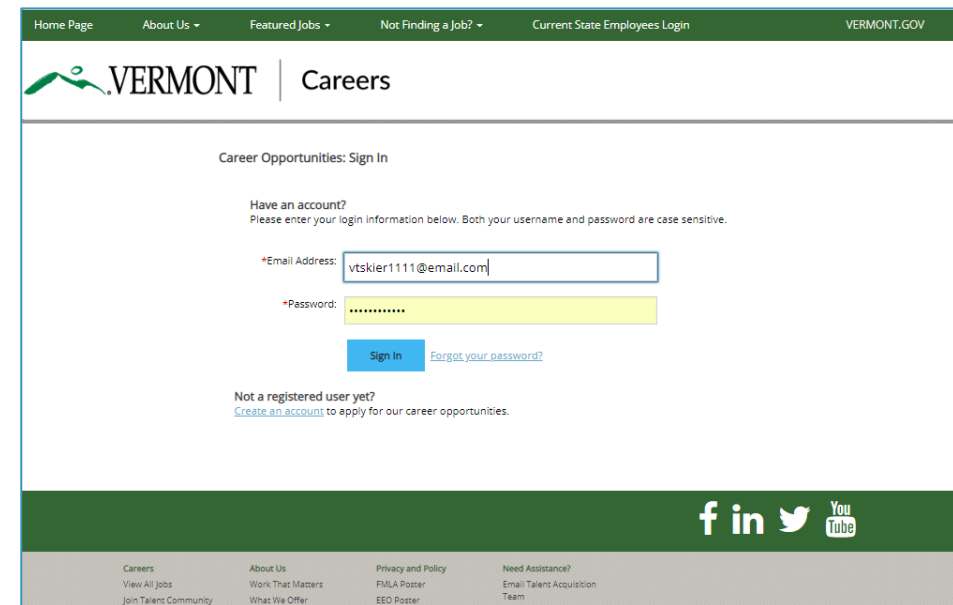 Home Page About Us Featured Jobs Not Finding a Job? Current State Employees Login VERMONT.GOV
VERMONT Careers
Career Opportunities: Sign In
Have an account?
Please enter your login information below. Both your username and password are case sensitive.
*Email Address: vtskier1111@email.com
*Password: ••••••••••••
Sign In Forgot your password?
Not a registered user yet?
Create an account to apply for our career opportunities.
f in You Tube
Careers About Us Privacy and Policy Need Assistance?
View All Jobs Work That Matters FMLA Poster Email Talent Acquisition
Join Talent Community What We Offer EEO Poster Team